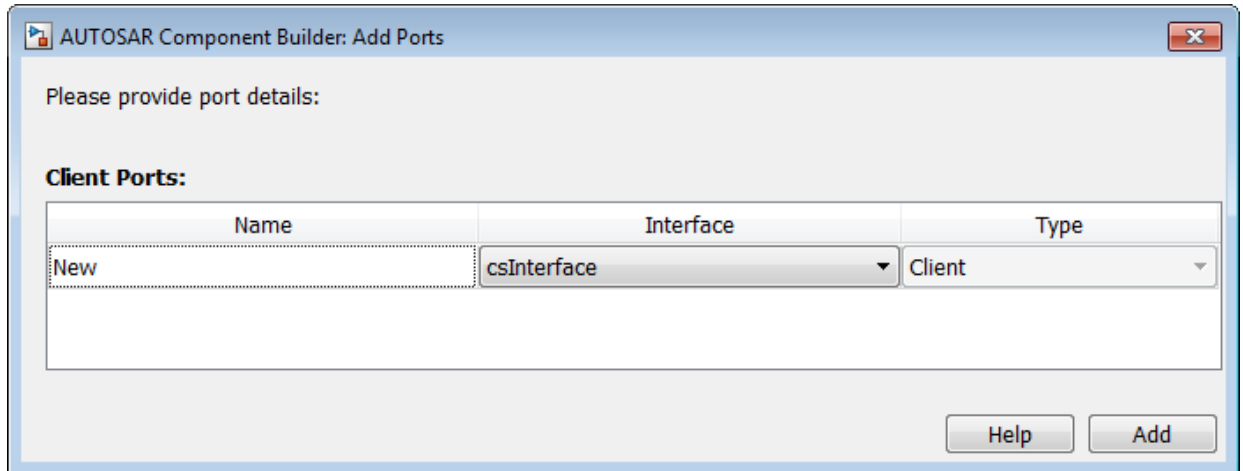 AUTOSAR Component Builder: Add Ports
Please provide port details:
Client Ports:
Name Interface Type
New csInterface Client
Help Add